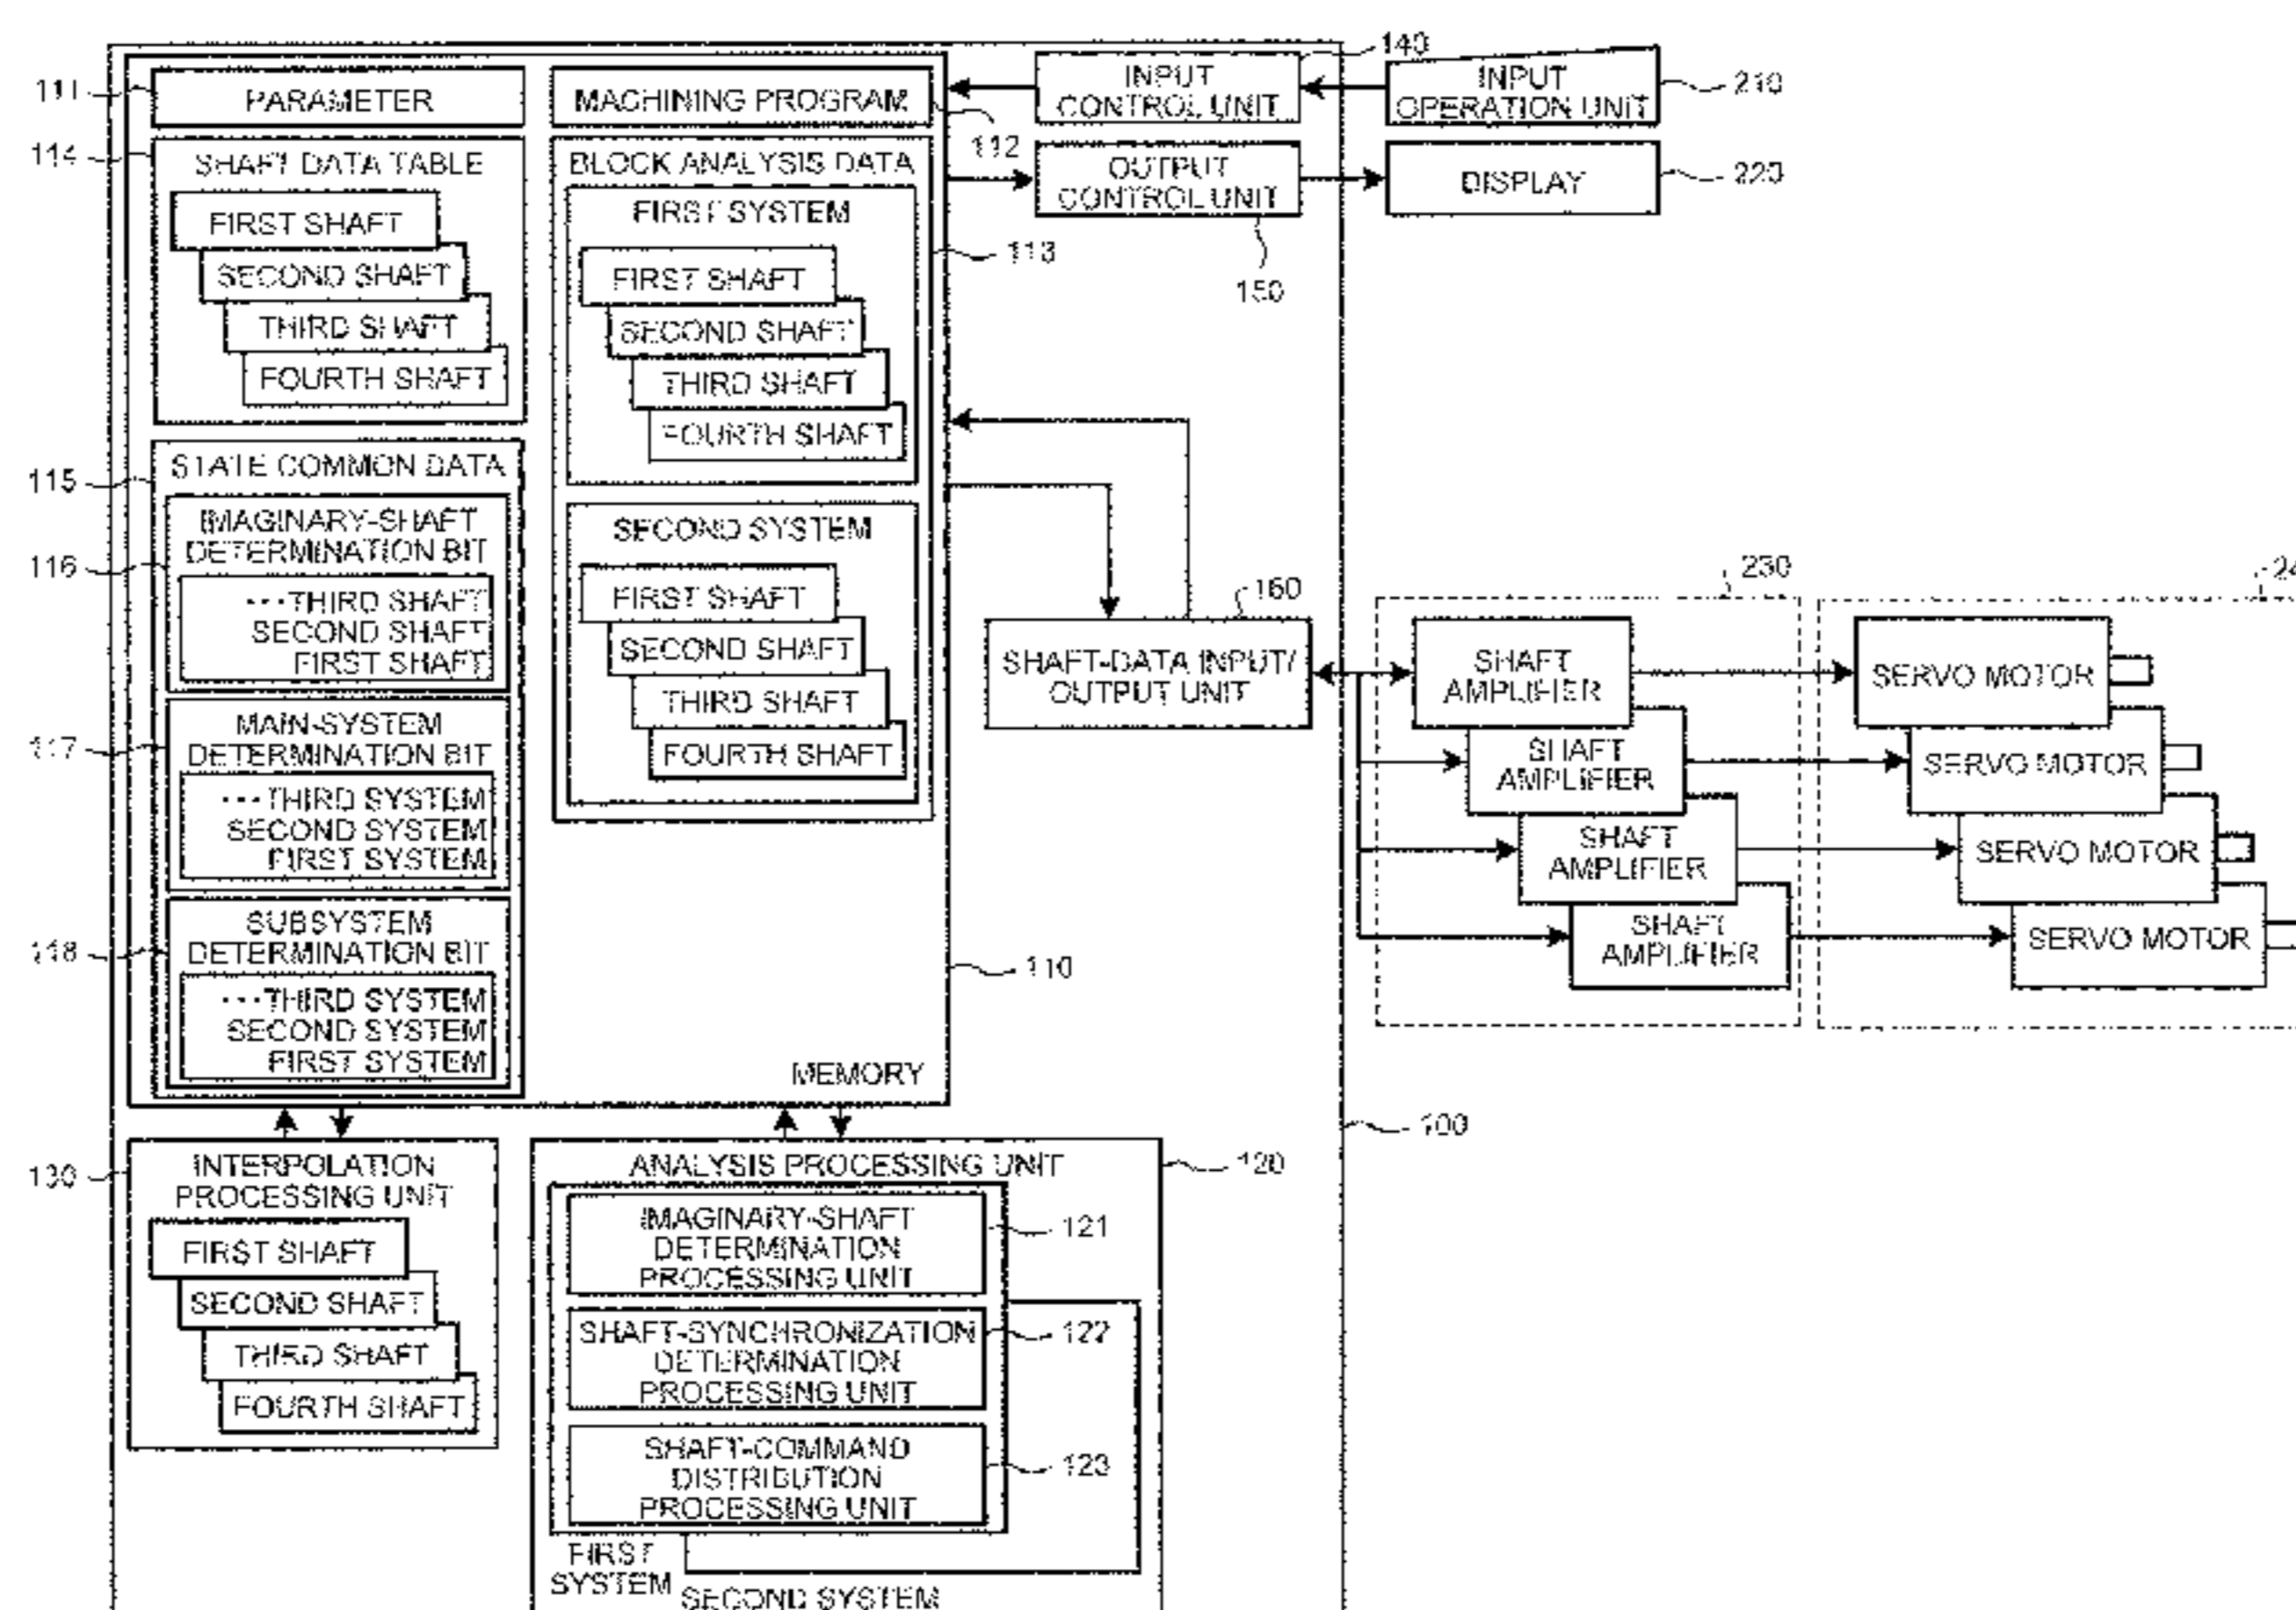 111
PARAMETER
114
SHAFT DATA TABLE
FIRST SHAFT
SECOND SHAFT
THIRD SHAFT
FOURTH SHAFT
115
STATE COMMON DATA
116
IMAGINARY-SHAFT
DETERMINATION BIT
···THIRD SHAFT
SECOND SHAFT
FIRST SHAFT
117
MAIN-SYSTEM
DETERMINATION BIT
···THIRD SYSTEM
SECOND SYSTEM
FIRST SYSTEM
118
SUBSYSTEM
DETERMINATION BIT
···THIRD SYSTEM
SECOND SYSTEM
FIRST SYSTEM
MACHINING PROGRAM
112
BLOCK ANALYSIS DATA
113
FIRST SYSTEM
FIRST SHAFT
SECOND SHAFT
THIRD SHAFT
FOURTH SHAFT
SECOND SYSTEM
FIRST SHAFT
SECOND SHAFT
THIRD SHAFT
FOURTH SHAFT
MEMORY
110
140
INPUT
CONTROL UNIT
INPUT
OPERATION UNIT
210
OUTPUT
CONTROL UNIT
150
DISPLAY
220
160
SHAFT-DATA INPUT/
OUTPUT UNIT
230
SHAFT
AMPLIFIER
SHAFT
AMPLIFIER
SHAFT
AMPLIFIER
SHAFT
AMPLIFIER
SERVO MOTOR
SERVO MOTOR
SERVO MOTOR
SERVO MOTOR
100
130
INTERPOLATION
PROCESSING UNIT
FIRST SHAFT
SECOND SHAFT
THIRD SHAFT
FOURTH SHAFT
ANALYSIS PROCESSING UNIT
120
IMAGINARY-SHAFT
DETERMINATION
PROCESSING UNIT
121
SHAFT-SYNCHRONIZATION
DETERMINATION
PROCESSING UNIT
122
SHAFT-COMMAND
DISTRIBUTION
PROCESSING UNIT
123
FIRST
SYSTEM
SECOND SYSTEM